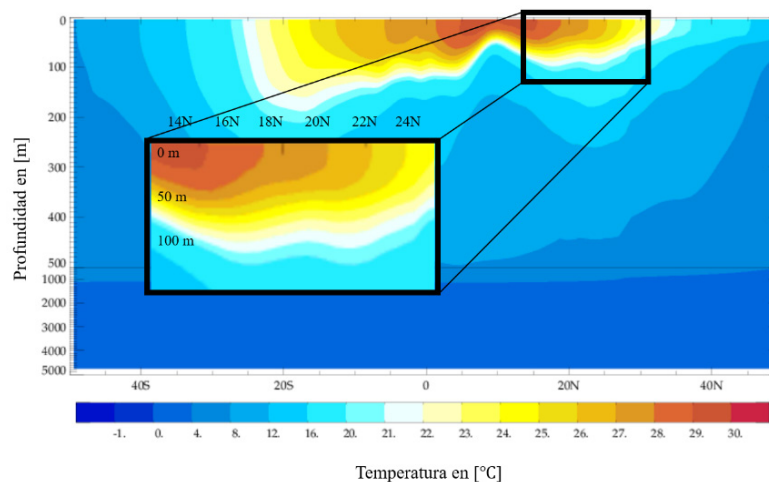 0
100
200
300
400
500
1000
2000
3000
4000
5000
Profundidad en [m]
14N 16N 18N 20N 22N 24N
0 m
50 m
100 m
40S 20S 0 20N 40N
-1. 0. 4. 8. 12. 16. 20. 21. 22. 23. 24. 25. 26. 27. 28. 29. 30.
Temperatura en [°C]